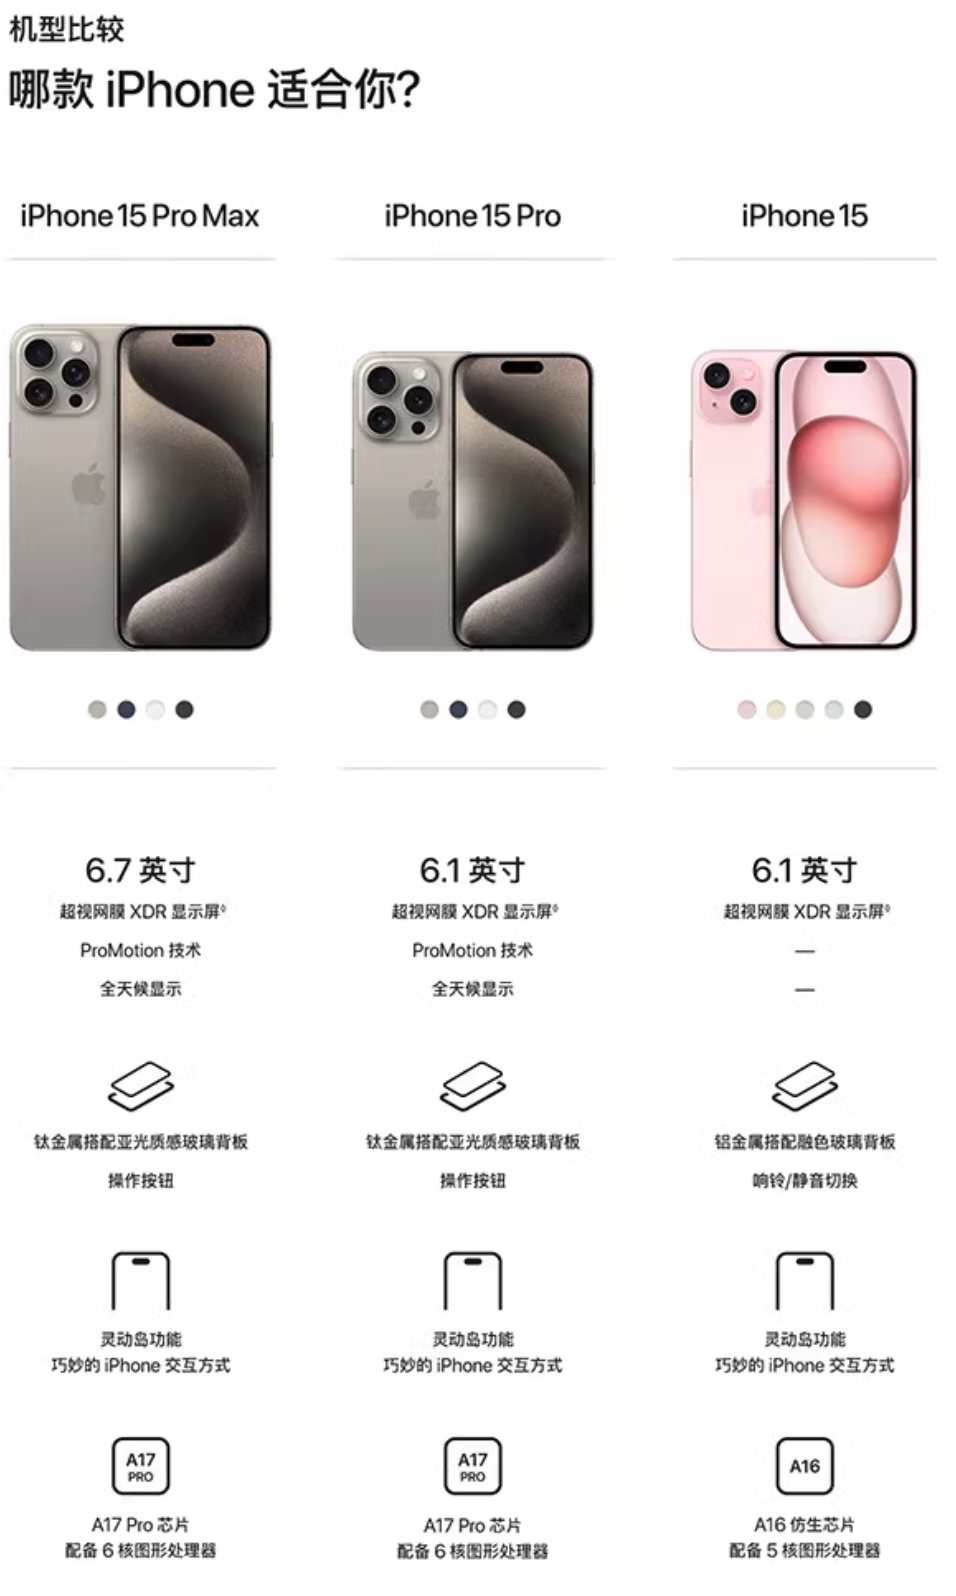 机型比较
哪款 iPhone 适合你?
iPhone 15 Pro Max
iPhone 15 Pro
iPhone 15
6.7 英寸
6.1 英寸
6.1 英寸
超视网膜 XDR 显示屏◊
超视网膜 XDR 显示屏◊
超视网膜 XDR 显示屏◊
ProMotion 技术
ProMotion 技术
—
全天候显示
全天候显示
—
钛金属搭配亚光质感玻璃背板
钛金属搭配亚光质感玻璃背板
铝金属搭配融色玻璃背板
操作按钮
操作按钮
响铃/静音切换
灵动岛功能
巧妙的 iPhone 交互方式
灵动岛功能
巧妙的 iPhone 交互方式
灵动岛功能
巧妙的 iPhone 交互方式
A17
PRO
A17
PRO
A16
A17 Pro 芯片
配备 6 核图形处理器
A17 Pro 芯片
配备 6 核图形处理器
A16 仿生芯片
配备 5 核图形处理器